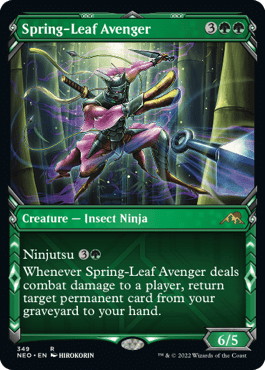 Spring-Leaf Avenger 3
Creature — Insect Ninja
Ninjutsu 3
Whenever Spring-Leaf Avenger deals
combat damage to a player, return
target permanent card from your
graveyard to your hand.
6/5
349 R
NEO • EN HIROKORIN ™ & © 2022 Wizards of the Coast